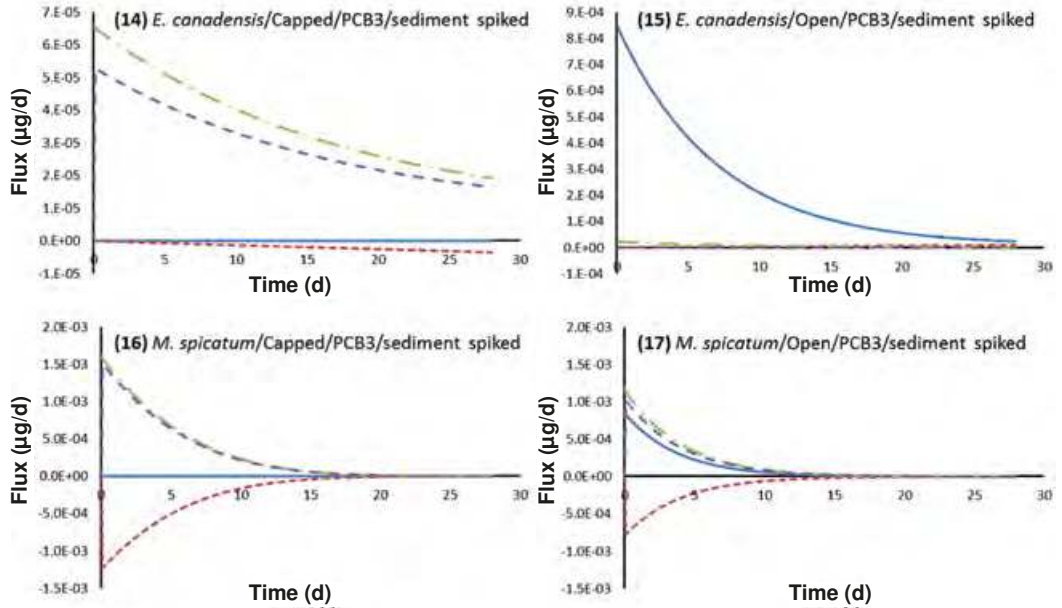 (14) E. canadensis/Capped/PCB3/sediment spiked
7.E-05
6.E-05
5.E-05
4.E-05
3.E-05
2.E-05
1.E-05
0.E+00
-1.E-05
0 5 10 15 20 25 30
Flux (µg/d)
Time (d)
(15) E. canadensis/Open/PCB3/sediment spiked
9.E-04
8.E-04
7.E-04
6.E-04
5.E-04
4.E-04
3.E-04
2.E-04
1.E-04
0.E+00
-1.E-04
0 5 10 15 20 25 30
Flux (µg/d)
Time (d)
(16) M. spicatum/Capped/PCB3/sediment spiked
2.0E-03
1.5E-03
1.0E-03
5.0E-04
0.0E+00
-5.0E-04
-1.0E-03
-1.5E-03
0 5 10 15 20 25 30
Flux (µg/d)
Time (d)
(17) M. spicatum/Open/PCB3/sediment spiked
2.0E-03
1.5E-03
1.0E-03
5.0E-04
0.0E+00
-5.0E-04
-1.0E-03
-1.5E-03
0 5 10 15 20 25 30
Flux (µg/d)
Time (d)